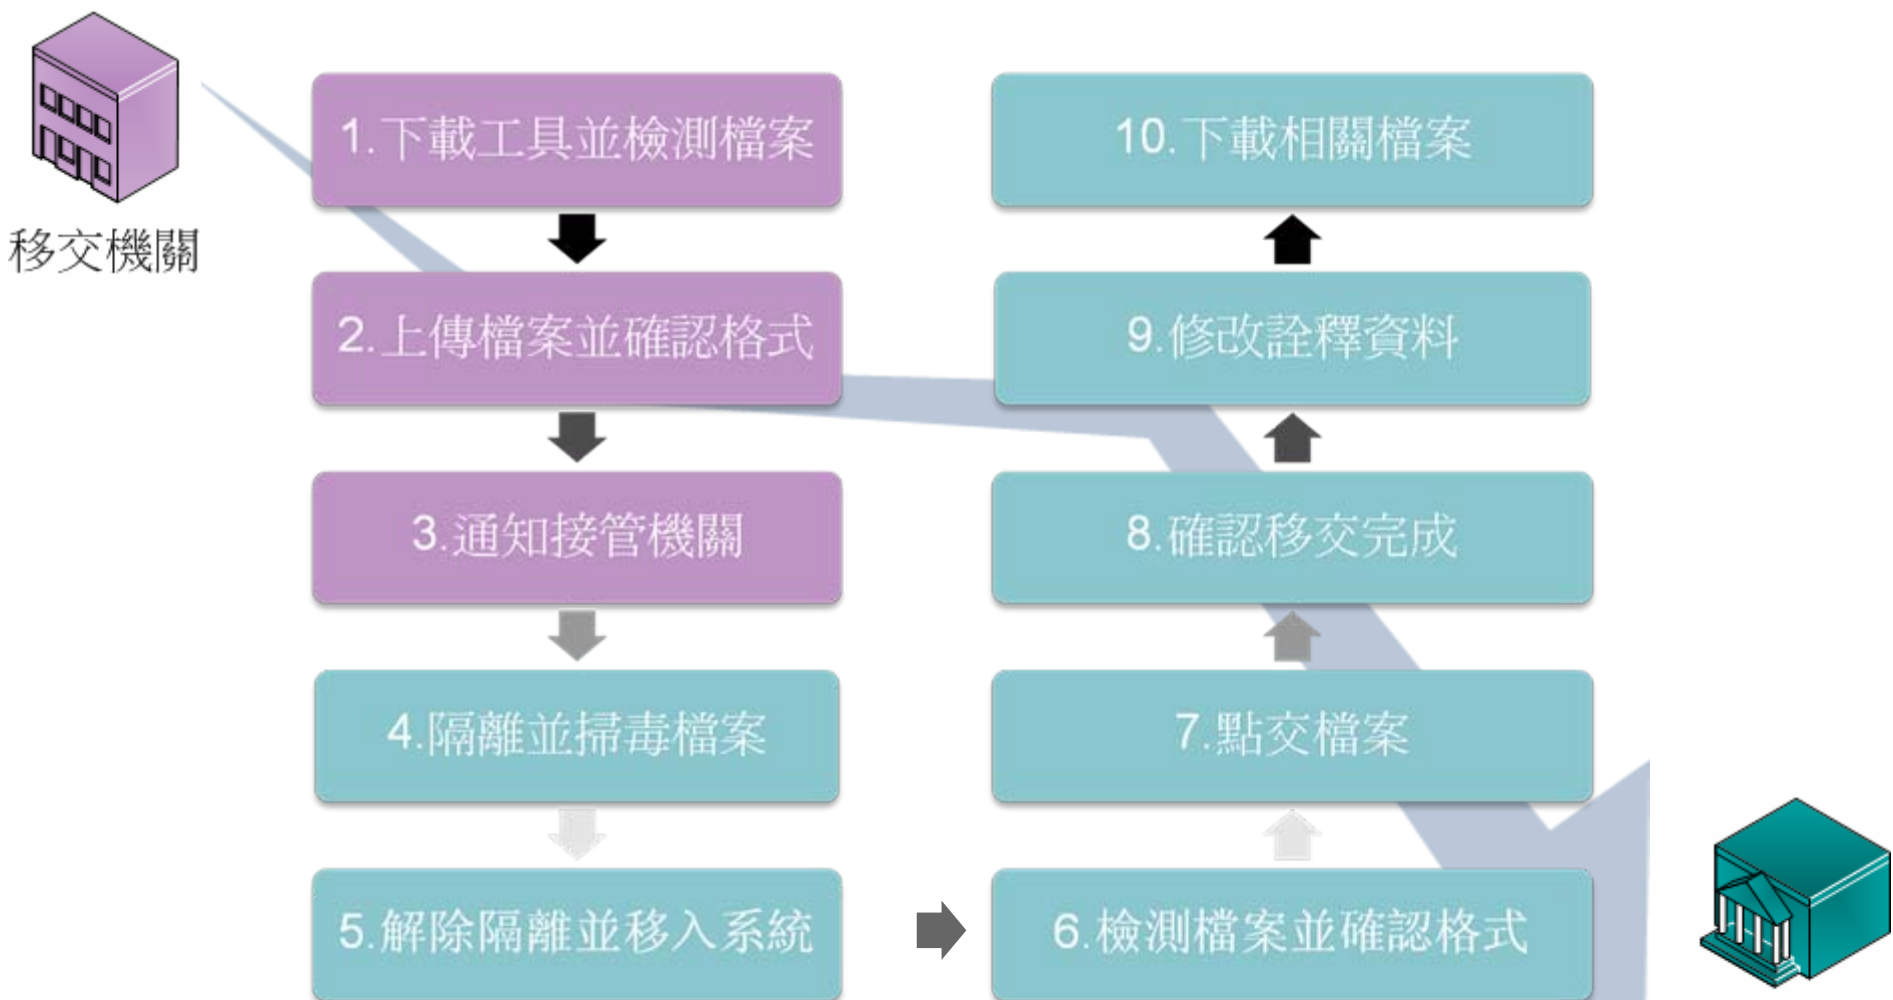 移交機關
1.下載工具並檢測檔案
2.上傳檔案並確認格式
3.通知接管機關
4.隔離並掃毒檔案
5.解除隔離並移入系統
6.檢測檔案並確認格式
7.點交檔案
8.確認移交完成
9.修改詮釋資料
10.下載相關檔案